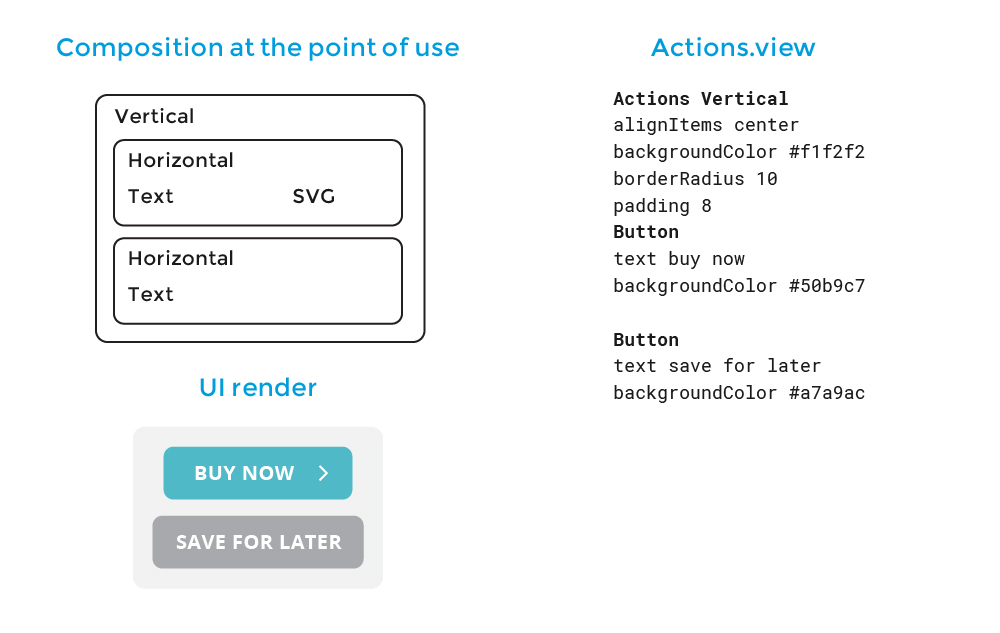 Composition at the point of use
Vertical
Horizontal
Text SVG
Horizontal
Text
UI render
BUY NOW
SAVE FOR LATER
Actions.view
Actions Vertical
alignItems center
backgroundColor #f1f2f2
borderRadius 10
padding 8
Button
text buy now
backgroundColor #50b9c7
Button
text save for later
backgroundColor #a7a9ac